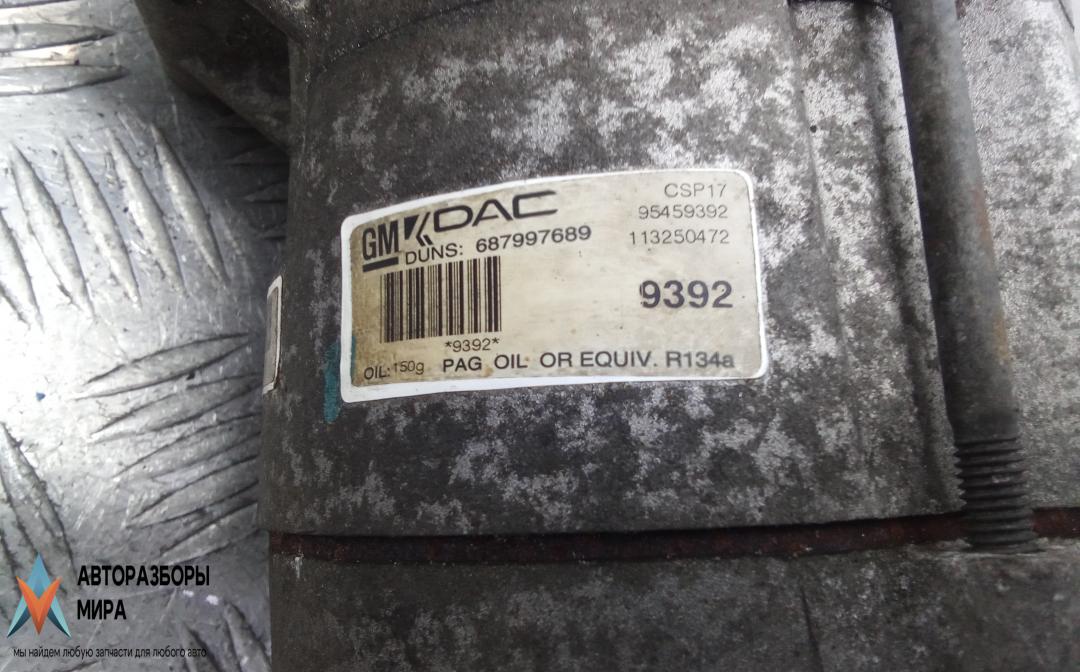 GM KDAC
DUNS: 687997689
CSP17
95459392
113250472
9392
*9392*
OIL: 150g PAG OIL OR EQUIV. R134a
АВТОРАЗБОРЫ
МИРА
мы найдем любую запчасти для любого авто